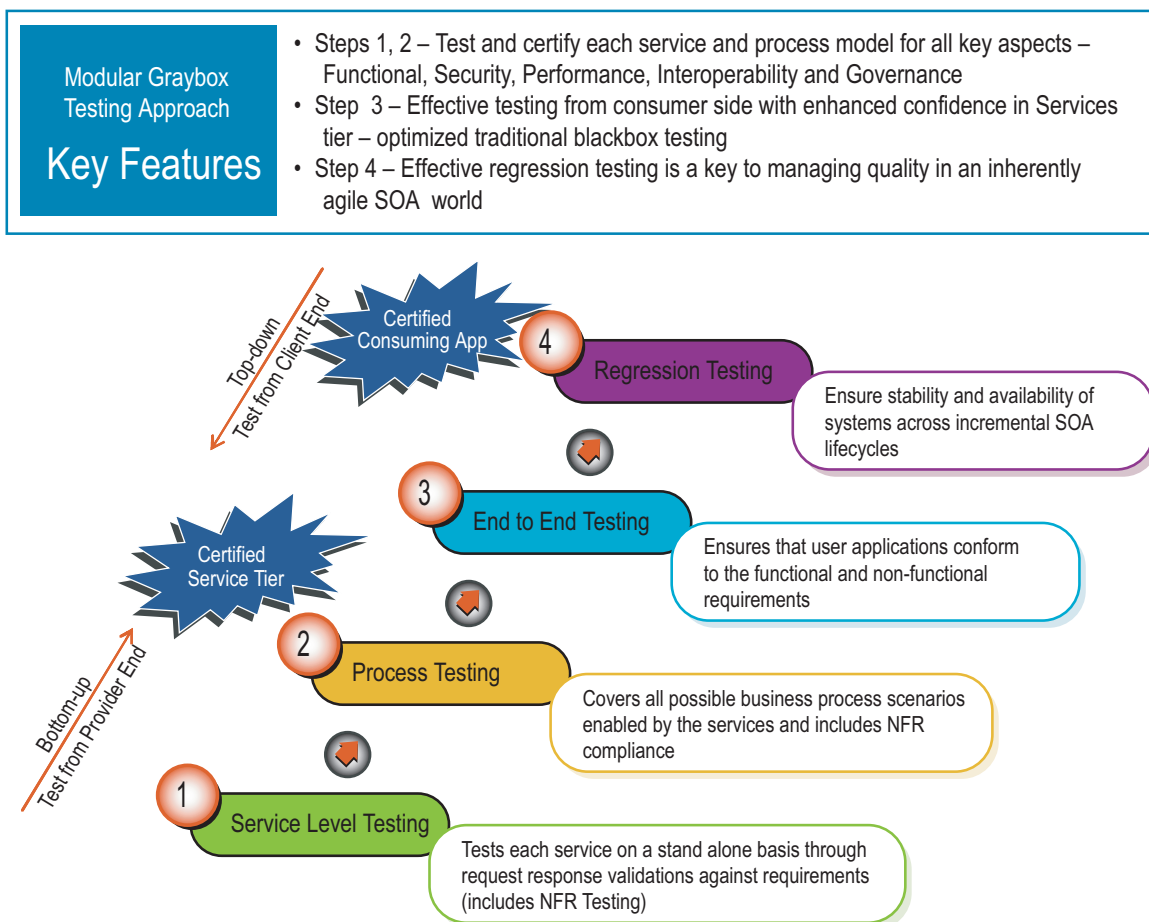 Modular Graybox
Testing Approach
Key Features
• Steps 1, 2 – Test and certify each service and process model for all key aspects –
Functional, Security, Performance, Interoperability and Governance
• Step 3 – Effective testing from consumer side with enhanced confidence in Services
tier – optimized traditional blackbox testing
• Step 4 – Effective regression testing is a key to managing quality in an inherently
agile SOA world
Top-down
Test from Client End
Certified
Consuming App
4
Regression Testing
Ensure stability and availability of
systems across incremental SOA
lifecycles
3
End to End Testing
Ensures that user applications conform
to the functional and non-functional
requirements
Certified
Service Tier
Bottom-up
Test from Provider End
2
Process Testing
Covers all possible business process scenarios
enabled by the services and includes NFR
compliance
1
Service Level Testing
Tests each service on a stand alone basis through
request response validations against requirements
(includes NFR Testing)